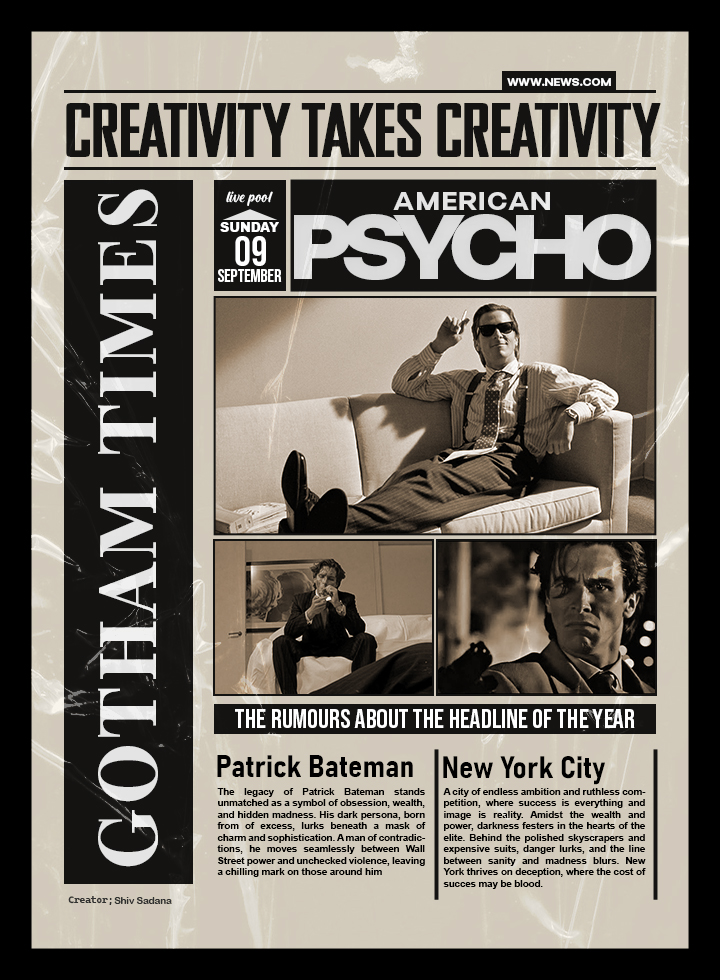 WWW.NEWS.COM
CREATIVITY TAKES CREATIVITY
GOTHAM TIMES
live pool
SUNDAY
09
SEPTEMBER
AMERICAN
PSYCHO
THE RUMOURS ABOUT THE HEADLINE OF THE YEAR
Patrick Bateman
The legacy of Patrick Bateman stands
unmatched as a symbol of obsession, wealth,
and hidden madness. His dark persona, born
from of excess, lurks beneath a mask of
charm and sophistication. A man of contradic-
tions, he moves seamlessly between Wall
Street power and unchecked violence, leaving
a chilling mark on those around him
New York City
A city of endless ambition and ruthless com-
petition, where success is everything and
image is reality. Amidst the wealth and
power, darkness festers in the hearts of the
elite. Behind the polished skyscrapers and
expensive suits, danger lurks, and the line
between sanity and madness blurs. New
York thrives on deception, where the cost of
succes may be blood.
Creator; Shiv Sadana